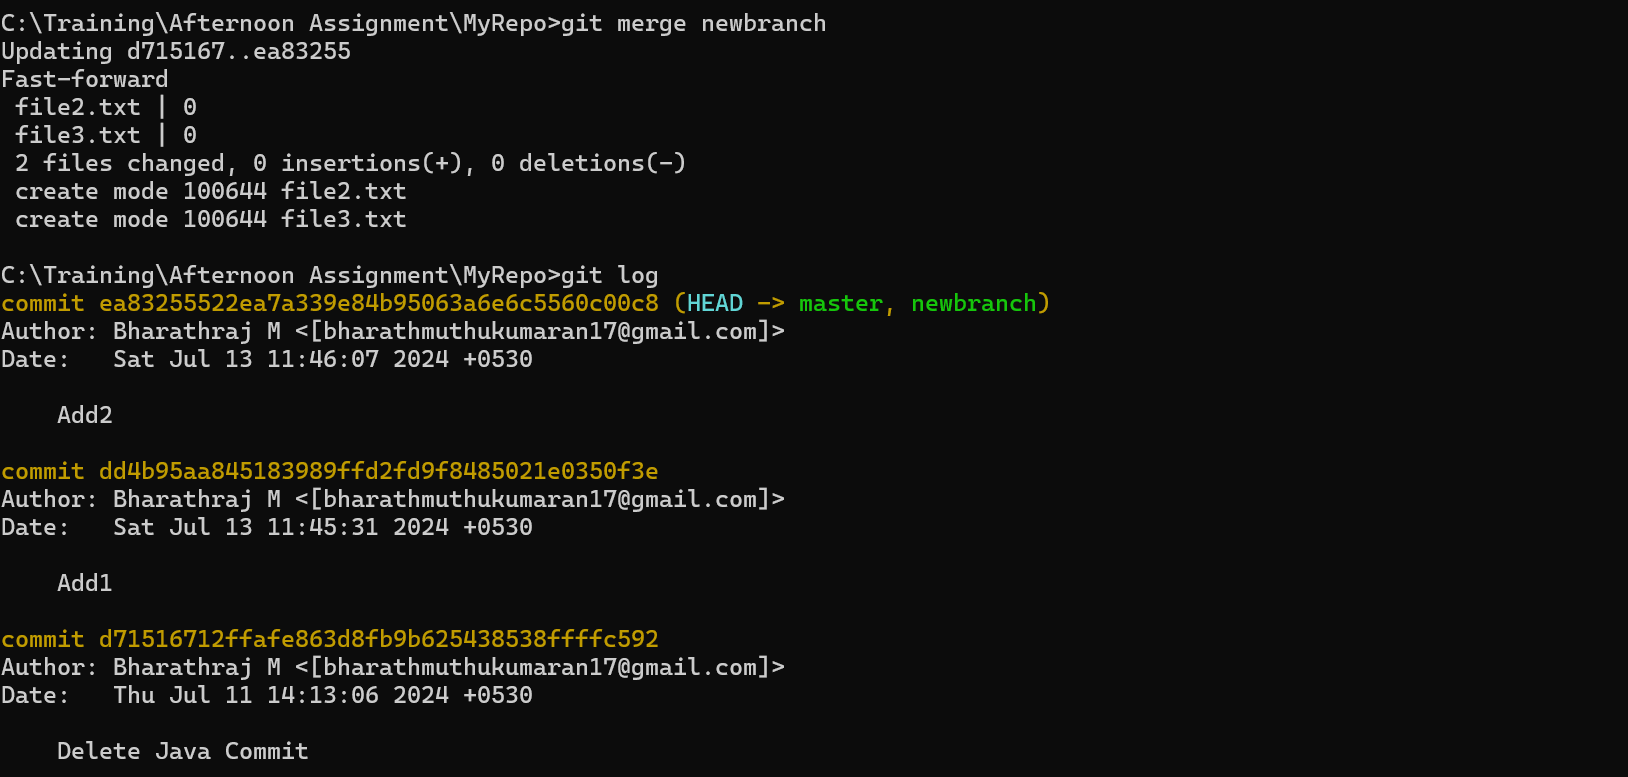 C:\Training\Afternoon Assignment\MyRepo>git merge newbranch
Updating d715167..ea83255
Fast-forward
 file2.txt | 0
 file3.txt | 0
 2 files changed, 0 insertions(+), 0 deletions(-)
 create mode 100644 file2.txt
 create mode 100644 file3.txt

C:\Training\Afternoon Assignment\MyRepo>git log
commit ea83255522ea7a339e84b95063a6e6c5560c00c8 (HEAD -> master, newbranch)
Author: Bharathraj M <[bharathmuthukumaran17@gmail.com]>
Date:   Sat Jul 13 11:46:07 2024 +0530

    Add2

commit dd4b95aa845183989ffd2fd9f8485021e0350f3e
Author: Bharathraj M <[bharathmuthukumaran17@gmail.com]>
Date:   Sat Jul 13 11:45:31 2024 +0530

    Add1

commit d71516712ffafe863d8fb9b625438538ffffc592
Author: Bharathraj M <[bharathmuthukumaran17@gmail.com]>
Date:   Thu Jul 11 14:13:06 2024 +0530

    Delete Java Commit